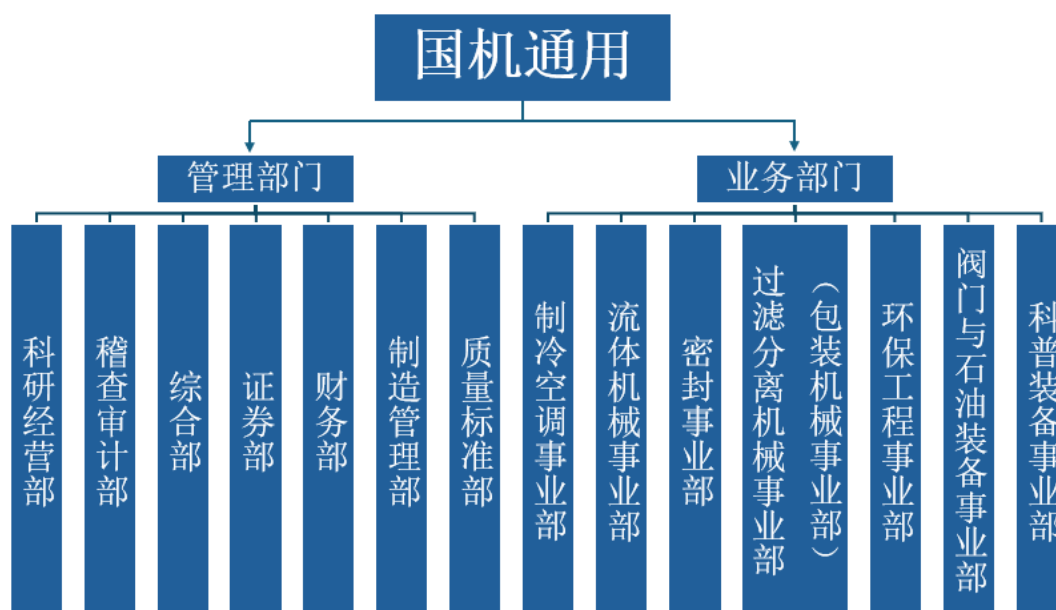 国机通用
管理部门
业务部门
科研经营部
稽查审计部
综合部
证券部
财务部
制造管理部
质量标准部
制冷空调事业部
流体机械事业部
密封事业部
过滤分离机械事业部
（包装机械事业部）
环保工程事业部
阀门与石油装备事业部
科普装备事业部